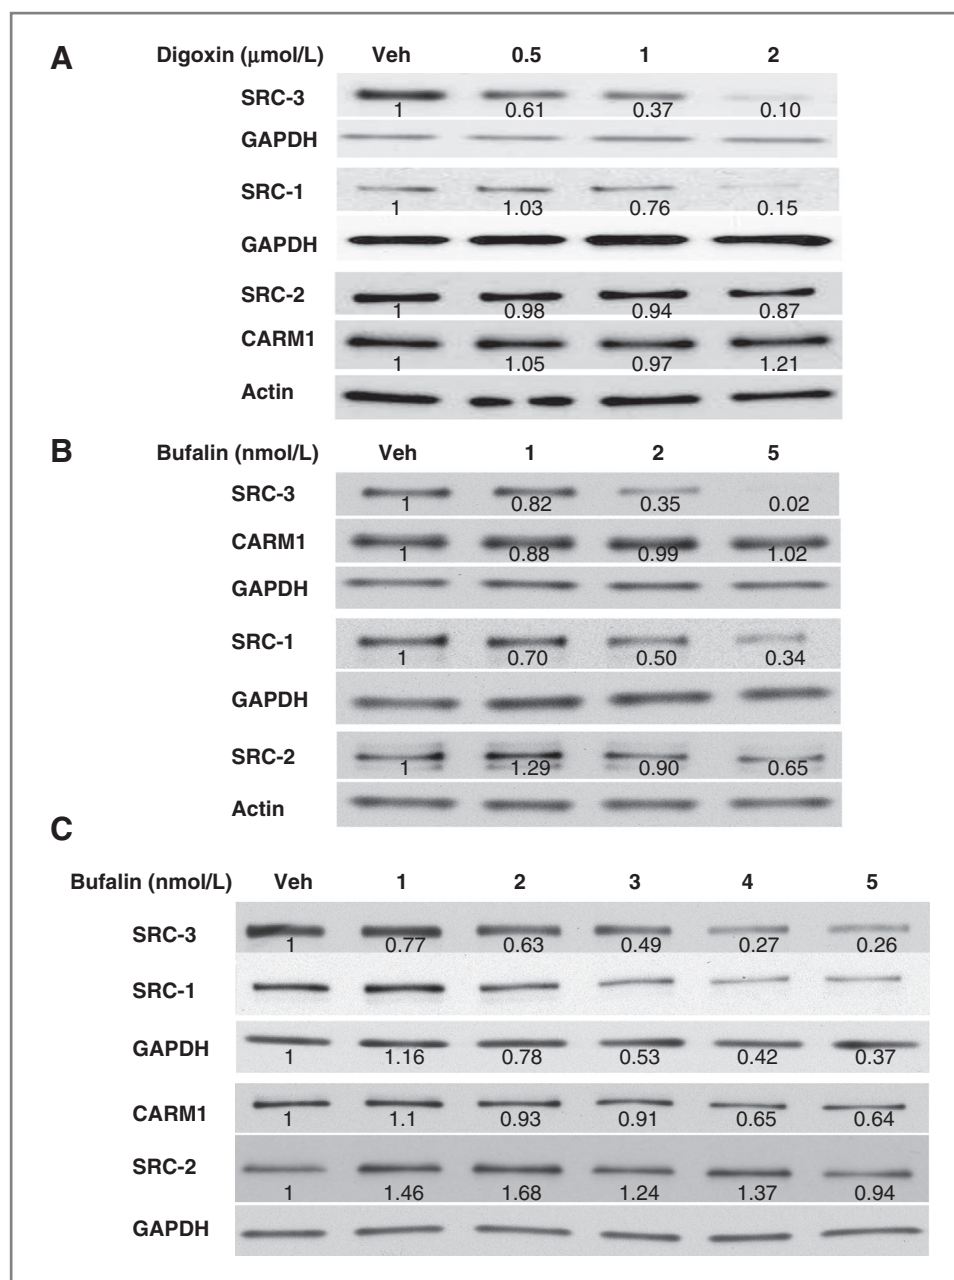 A
Digoxin (μmol/L) Veh 0.5 1 2
SRC-3
1 0.61 0.37 0.10
GAPDH
SRC-1
1 1.03 0.76 0.15
GAPDH
SRC-2
1 0.98 0.94 0.87
CARM1
1 1.05 0.97 1.21
Actin
B
Bufalin (nmol/L) Veh 1 2 5
SRC-3
1 0.82 0.35 0.02
CARM1
1 0.88 0.99 1.02
GAPDH
SRC-1
1 0.70 0.50 0.34
GAPDH
SRC-2
1 1.29 0.90 0.65
Actin
C
Bufalin (nmol/L) Veh 1 2 3 4 5
SRC-3
1 0.77 0.63 0.49 0.27 0.26
SRC-1
GAPDH
1 1.16 0.78 0.53 0.42 0.37
CARM1
1 1.1 0.93 0.91 0.65 0.64
SRC-2
1 1.46 1.68 1.24 1.37 0.94
GAPDH